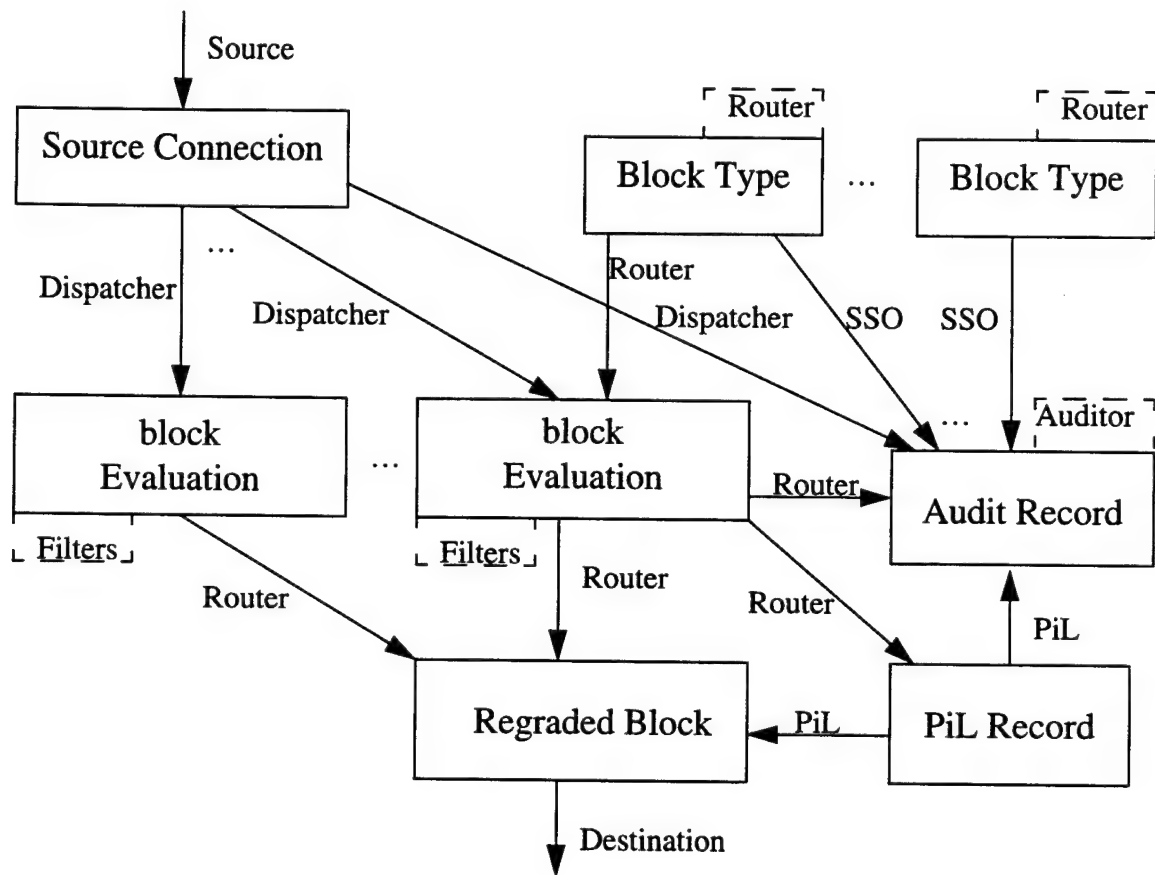 Source
Router
Router
Source Connection
Block Type
...
Block Type
...
Router
Dispatcher
Dispatcher
Dispatcher
SSO
SSO
...
Auditor
block
Evaluation
...
block
Evaluation
Router
Audit Record
Filters
Filters
Router
Router
Router
PiL
Regraded Block
PiL
PiL Record
Destination